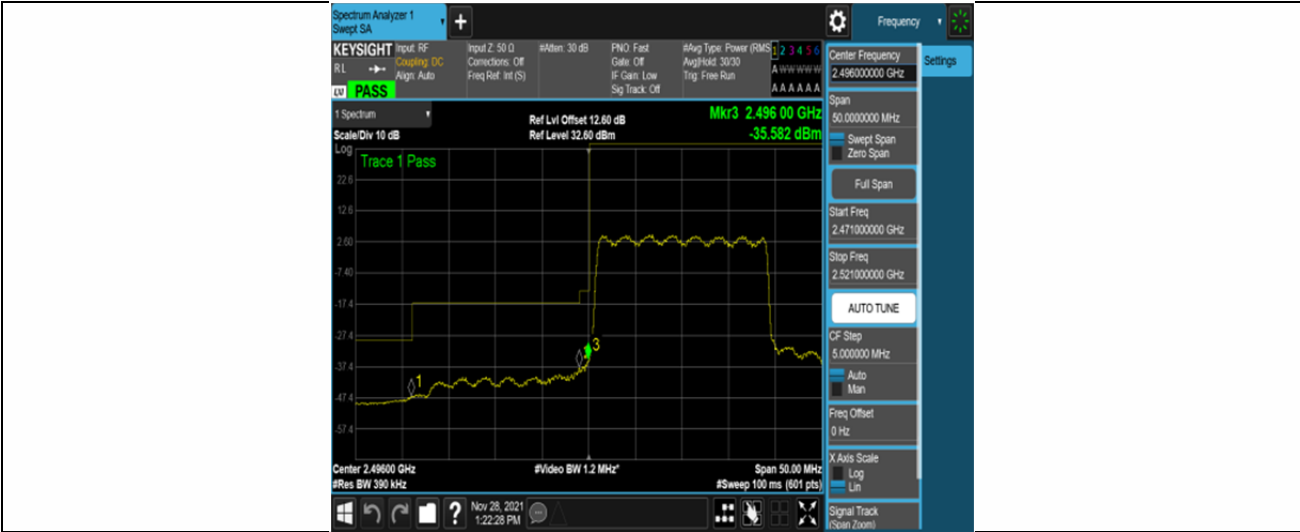 Spectrum Analyzer 1
Swept SA
+
Frequency
KEYSIGHT Input: RF
RL
Coupling: DC
Align: Auto
LXI PASS
Input Z: 50 Ω
Corrections: Off
Freq Ref: Int (S)
#Atten: 30 dB
PNO: Fast
Gate: Off
IF Gain: Low
Sig Track: Off
#Avg Type: Power (RMS
Avg|Hold: 30/30
Trig: Free Run
1 2 3 4 5 6
A W W W W W
A A A A A A
1 Spectrum
Scale/Div 10 dB
Log
Ref Lvl Offset 12.60 dB
Ref Level 32.60 dBm
Mkr3 2.496 00 GHz
-35.582 dBm
Trace 1 Pass
22.6
12.6
2.60
-7.40
-17.4
-27.4
-37.4
-47.4
-57.4
1
3
Center 2.49600 GHz
#Res BW 390 kHz
#Video BW 1.2 MHz*
Span 50.00 MHz
#Sweep 100 ms (601 pts)
Nov 28, 2021
1:22:28 PM
Center Frequency
2.496000000 GHz
Settings
Span
50.0000000 MHz
Swept Span
Zero Span
Full Span
Start Freq
2.471000000 GHz
Stop Freq
2.521000000 GHz
AUTO TUNE
CF Step
5.000000 MHz
Auto
Man
Freq Offset
0 Hz
X Axis Scale
Log
Lin
Signal Track
(Span Zoom)